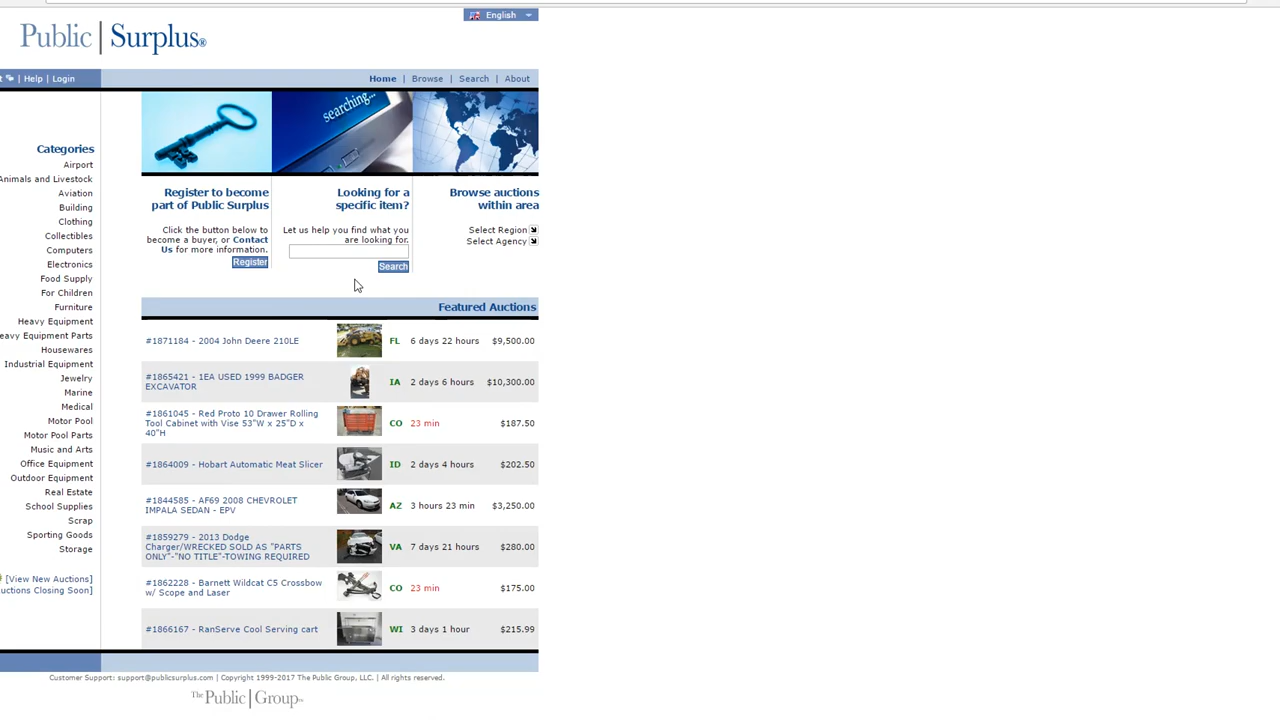 English
Public | Surplus®
| Help | Login
Home | Browse | Search | About
searching...
Categories
Airport
Animals and Livestock
Aviation
Building
Clothing
Collectibles
Computers
Electronics
Food Supply
For Children
Furniture
Heavy Equipment
eavy Equipment Parts
Housewares
Industrial Equipment
Jewelry
Marine
Medical
Motor Pool
Motor Pool Parts
Music and Arts
Office Equipment
Outdoor Equipment
Real Estate
School Supplies
Scrap
Sporting Goods
Storage
[View New Auctions]
uctions Closing Soon]
Register to become
part of Public Surplus
Click the button below to
become a buyer, or Contact
Us for more information.
Register
Looking for a
specific item?
Let us help you find what you
are looking for.
Search
Browse auctions
within area
Select Region
Select Agency
Featured Auctions
#1871184 - 2004 John Deere 210LE FL 6 days 22 hours $9,500.00
#1865421 - 1EA USED 1999 BADGER
EXCAVATOR IA 2 days 6 hours $10,300.00
#1861045 - Red Proto 10 Drawer Rolling
Tool Cabinet with Vise 53"W x 25"D x
40"H CO 23 min $187.50
#1864009 - Hobart Automatic Meat Slicer ID 2 days 4 hours $202.50
#1844585 - AF69 2008 CHEVROLET
IMPALA SEDAN - EPV AZ 3 hours 23 min $3,250.00
#1859279 - 2013 Dodge
Charger/WRECKED SOLD AS "PARTS
ONLY"-"NO TITLE"-TOWING REQUIRED VA 7 days 21 hours $280.00
#1862228 - Barnett Wildcat C5 Crossbow
w/ Scope and Laser CO 23 min $175.00
#1866167 - RanServe Cool Serving cart WI 3 days 1 hour $215.99
Customer Support: support@publicsurplus.com | Copyright 1999-2017 The Public Group, LLC. | All rights reserved.
The Public | Group